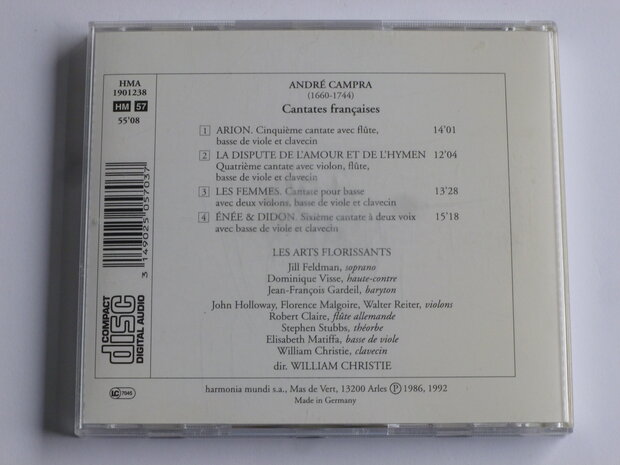 HMA
1901238
HM 57
55'08
3 149025 057037
COMPACT
disc
DIGITAL AUDIO
LC 7045
ANDRÉ CAMPRA
(1660-1744)
Cantates françaises
1 ARION. Cinquième cantate avec flûte, 14'01
basse de viole et clavecin
2 LA DISPUTE DE L'AMOUR ET DE L'HYMEN 12'04
Quatrième cantate avec violon, flûte,
basse de viole et clavecin
3 LES FEMMES. Cantate pour basse 13'28
avec deux violons, basse de viole et clavecin
4 ÉNÉE & DIDON. Sixième cantate à deux voix 15'18
avec basse de viole et clavecin
LES ARTS FLORISSANTS
Jill Feldman, soprano
Dominique Visse, haute-contre
Jean-François Gardeil, baryton
John Holloway, Florence Malgoire, Walter Reiter, violons
Robert Claire, flûte allemande
Stephen Stubbs, théorbe
Elisabeth Matiffa, basse de viole
William Christie, clavecin
dir. WILLIAM CHRISTIE
harmonia mundi s.a., Mas de Vert, 13200 Arles ℗ 1986, 1992
Made in Germany